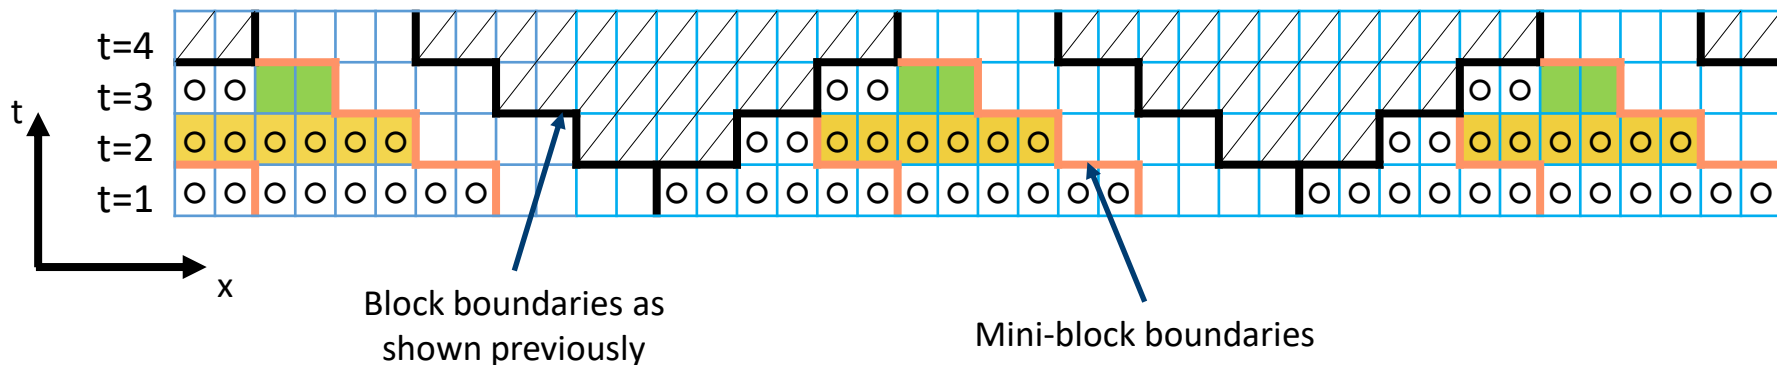 t=4
t=3
t
t=2
t=1
x
Block boundaries as
shown previously
Mini-block boundaries